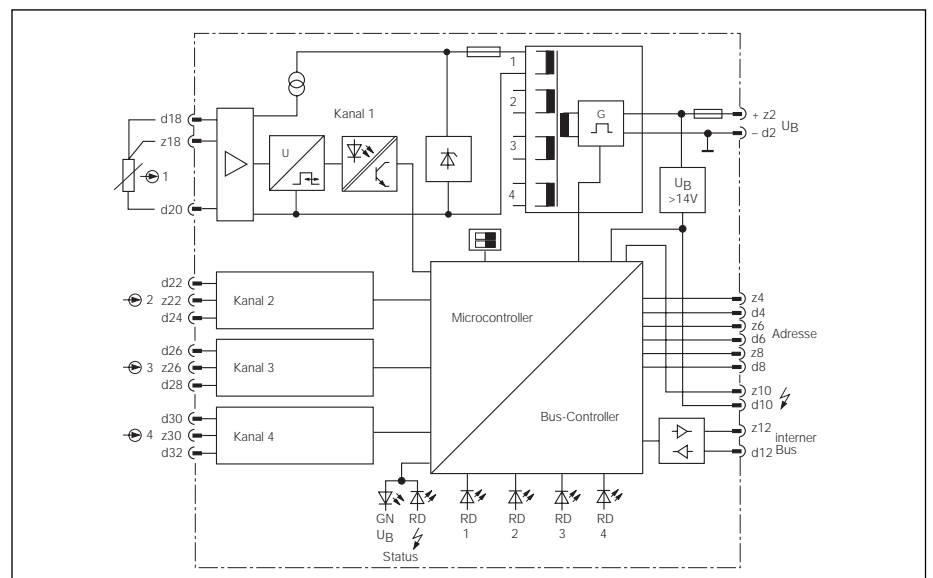 Kanal 1
1
2
3
4
G
+ z2
– d2
UB
UB
>14V
d18
z18
1
d20
U
d22
2 z22
d24
Kanal 2
d26
3 z26
d28
Kanal 3
d30
4 z30
d32
Kanal 4
Microcontroller
Bus-Controller
z4
d4
z6
d6
z8
d8
Adresse
z10
d10
z12
d12
interner
Bus
GN
UB
RD
Status
RD
1
RD
2
RD
3
RD
4